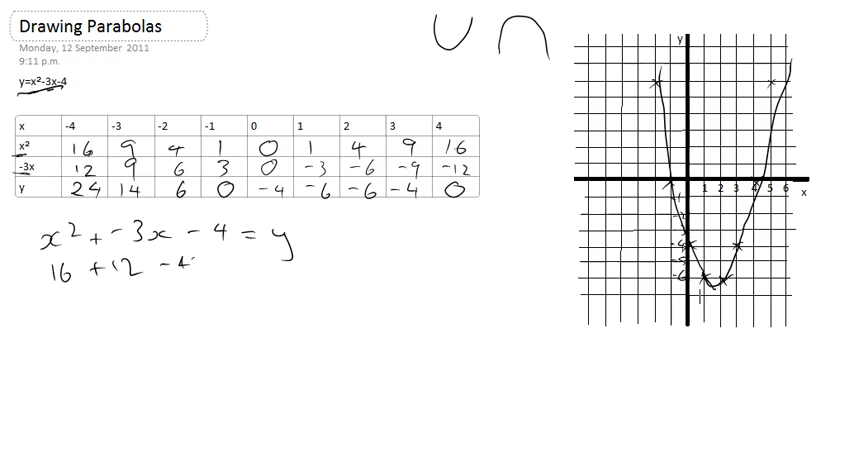 Drawing Parabolas
Monday, 12 September 2011
9:11 p.m.
y=x²-3x-4
x -4 -3 -2 -1 0 1 2 3 4
x² 16 9 4 1 0 1 4 9 16
-3x 12 9 6 3 0 -3 -6 -9 -12
y 24 14 6 0 -4 -6 -6 -4 0
x² + -3x - 4 = y
16 + 12 - 4
y
1 2 3 4 5 6
x
-4
-5
-6